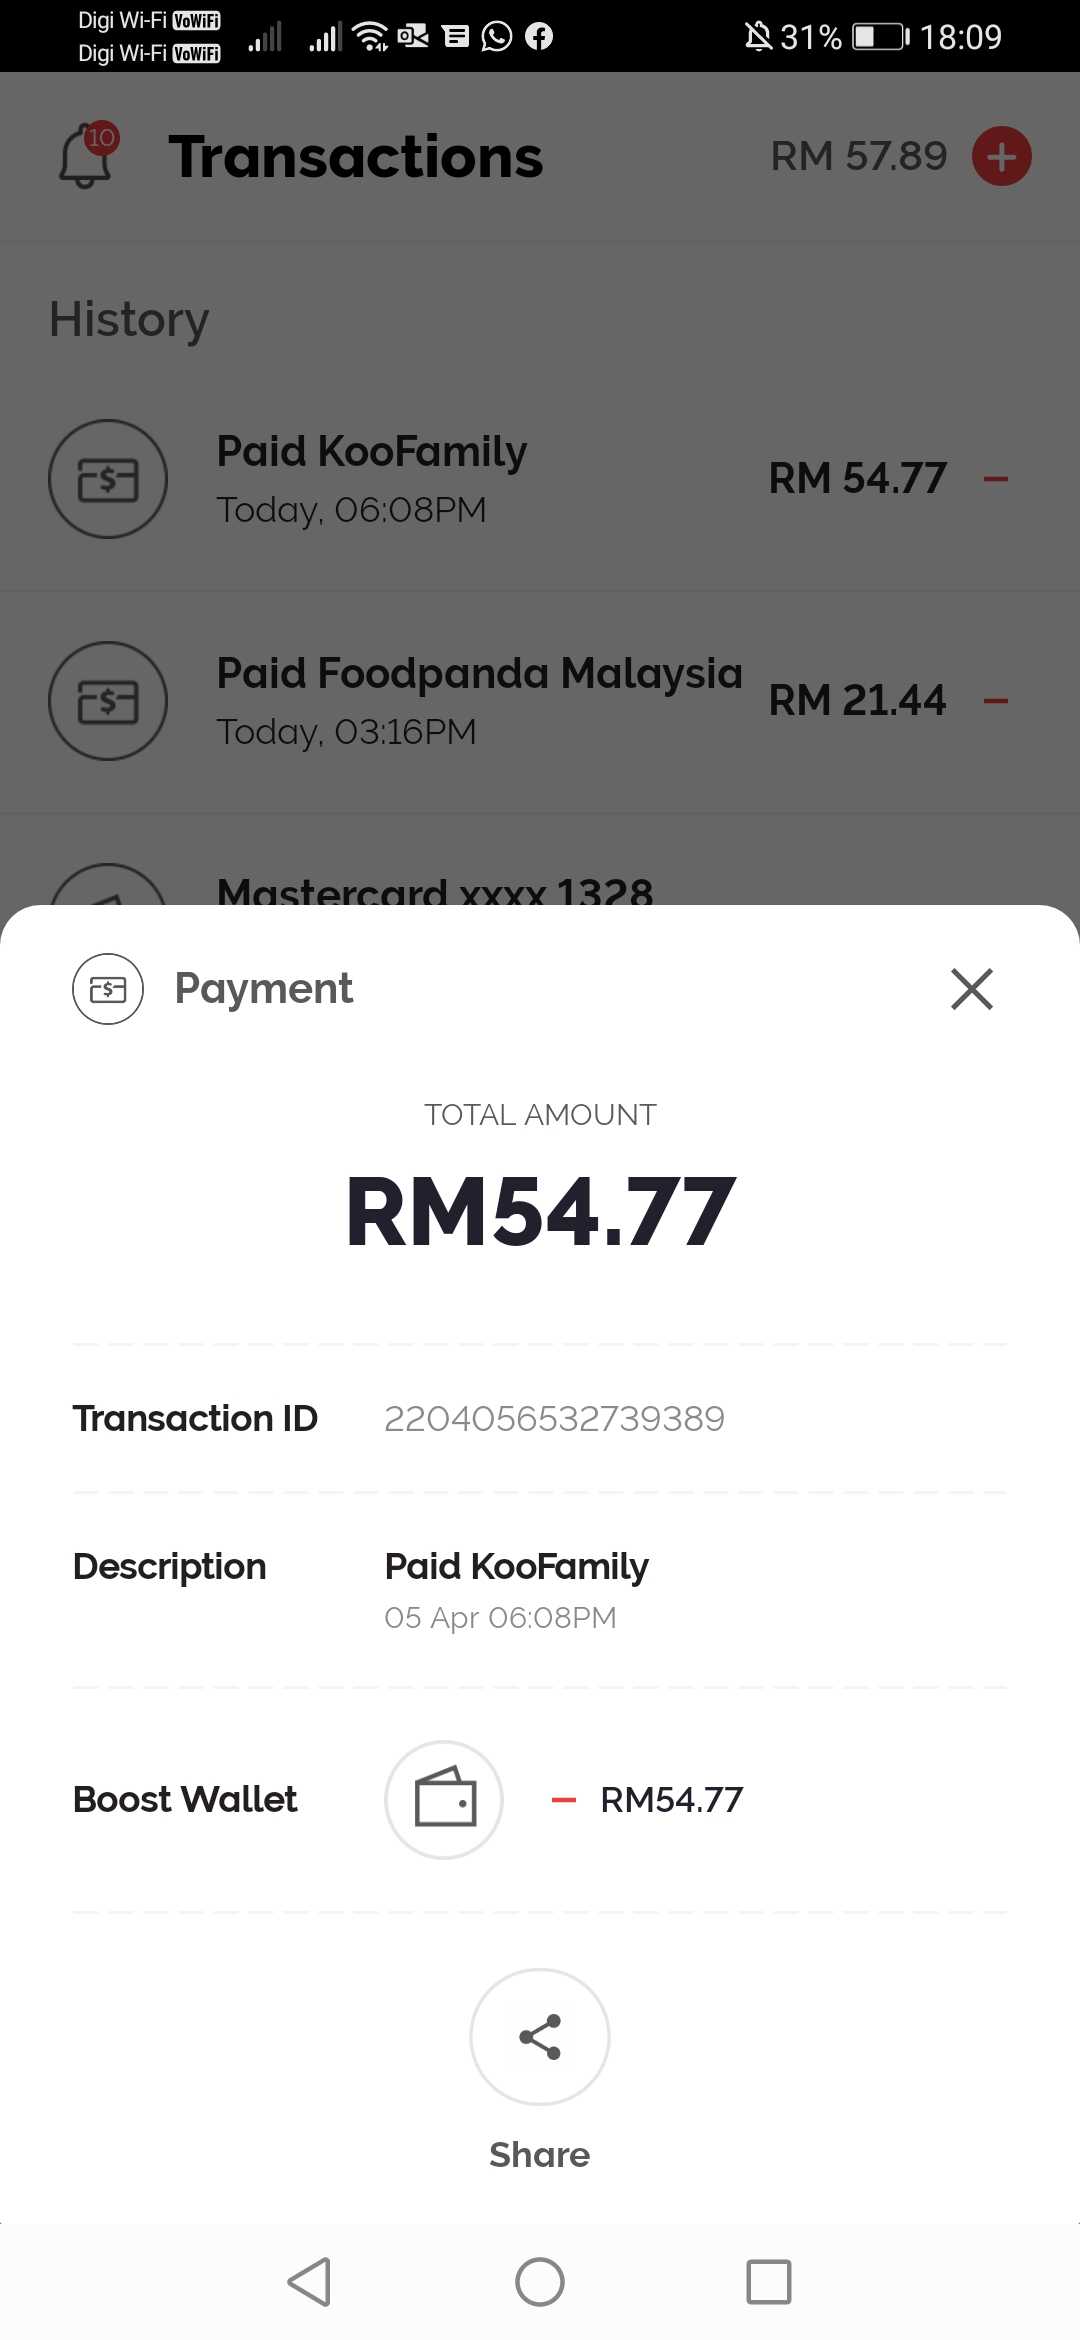 Digi Wi-Fi VoWiFi
Digi Wi-Fi VoWiFi
31% 18:09
10
Transactions
RM 57.89
History
Paid KooFamily
Today, 06:08PM
RM 54.77
Paid Foodpanda Malaysia
Today, 03:16PM
RM 21.44
Mastercard xxxx 1328
Payment
TOTAL AMOUNT
RM54.77
Transaction ID 2204056532739389
Description Paid KooFamily
05 Apr 06:08PM
Boost Wallet RM54.77
Share